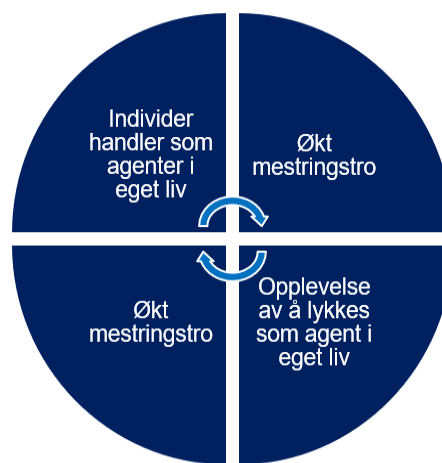 Individer
handler som
agenter i
eget liv
Økt
mestringstro
Økt
mestringstro
Opplevelse
av å lykkes
som agent i
eget liv